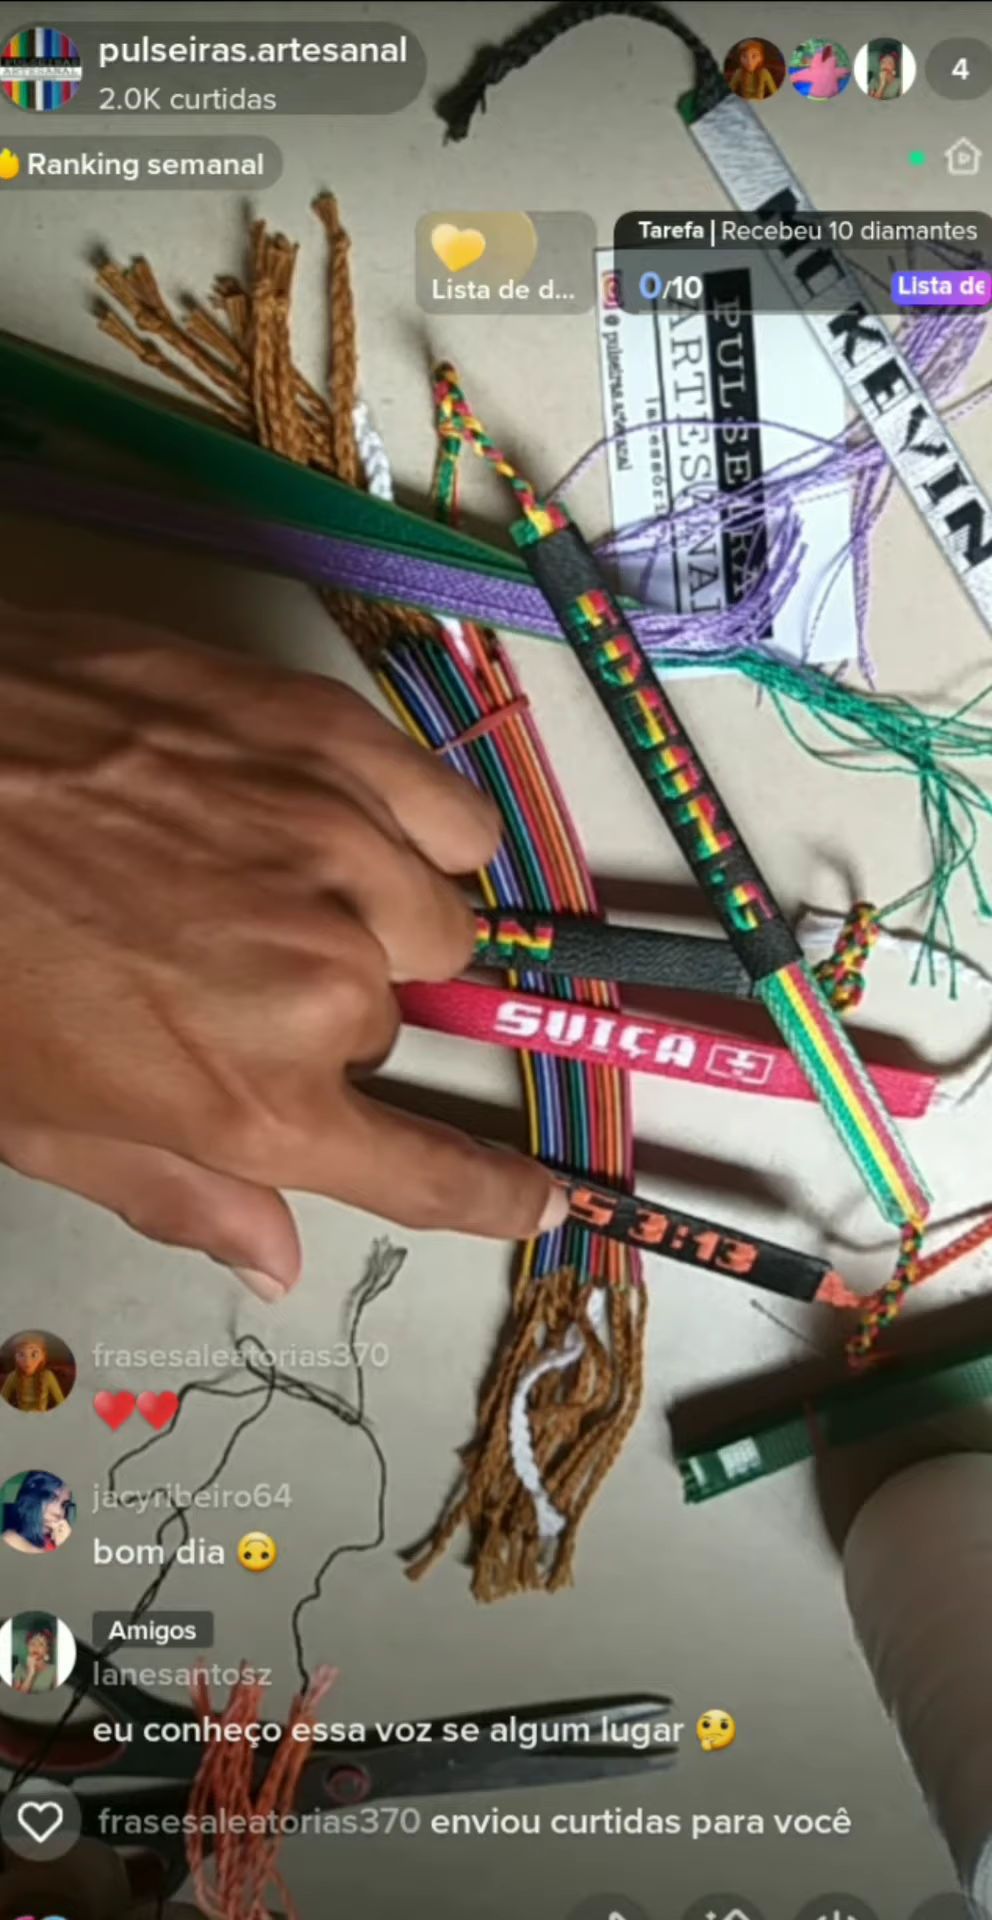 pulseiras.artesanal
2.0K curtidas
4
Ranking semanal
Lista de d...
Tarefa | Recebeu 10 diamantes
0/10
Lista de
MC KEVIN
PULSEIRA
ARTESANAL
SUIÇA
S 3:13
frasesaleatorias370
❤️❤️
jacyribeiro64
bom dia 🙃
Amigos
lanesantosz
eu conheço essa voz se algum lugar 🤔
frasesaleatorias370 enviou curtidas para você